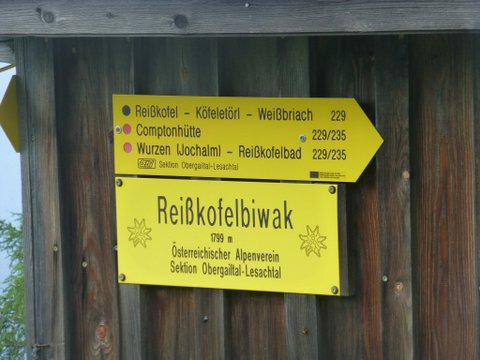 Reißkofel - Köfeletörl - Weißbriach 229
Comptonhütte 229/235
Wurzen (Jochalm) - Reißkofelbad 229/235
Sektion Obergailtal-Lesachtal
Reißkofelbiwak
1799 m
Österreichischer Alpenverein
Sektion Obergailtal-Lesachtal